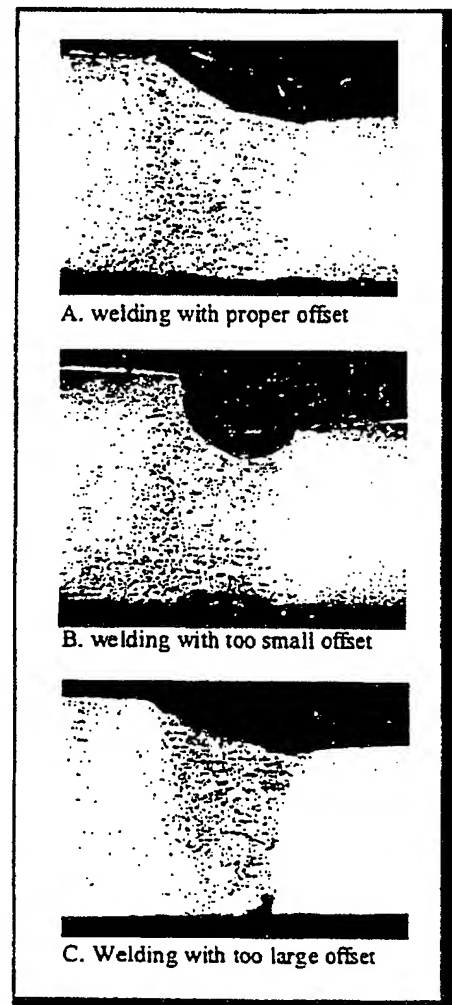 A. welding with proper offset
B. welding with too small offset
C. Welding with too large offset